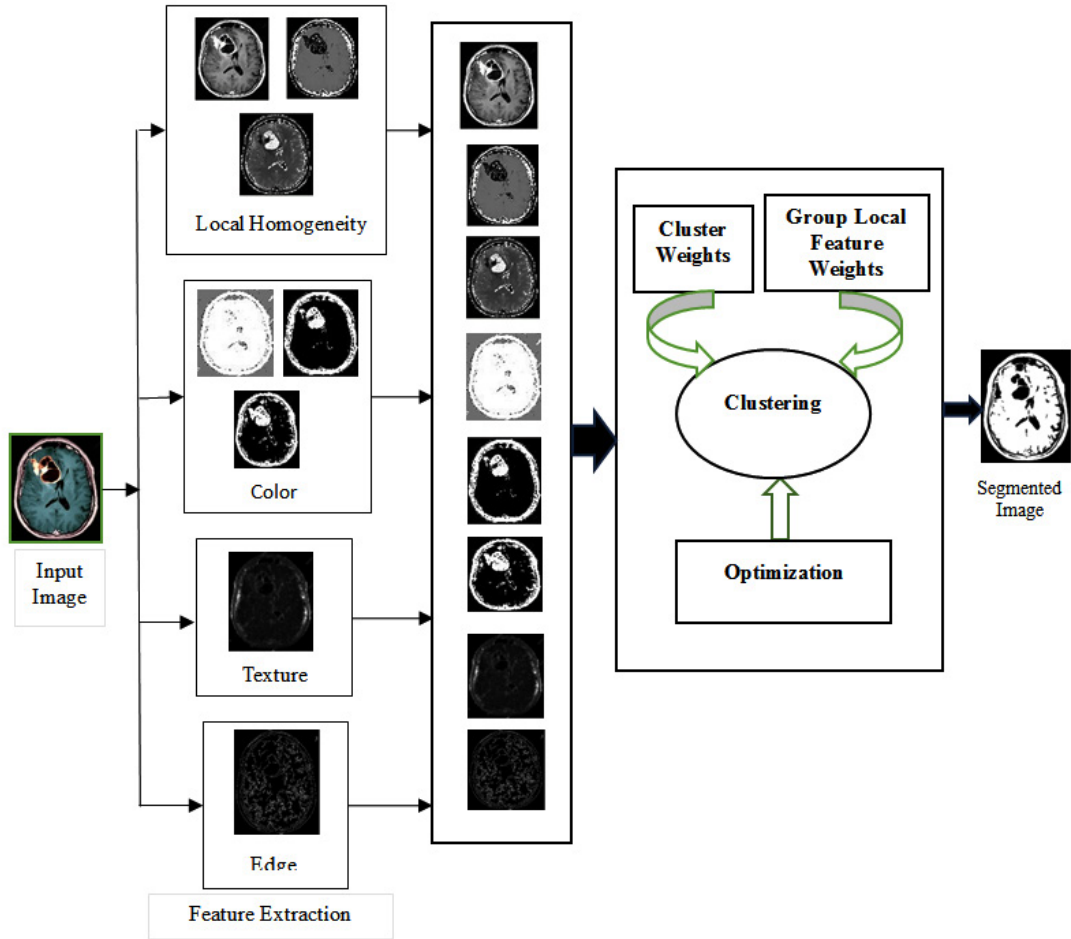 Local Homogeneity
Color
Texture
Edge
Feature Extraction
Input
Image
Cluster
Weights
Group Local
Feature
Weights
Clustering
Optimization
Segmented
Image